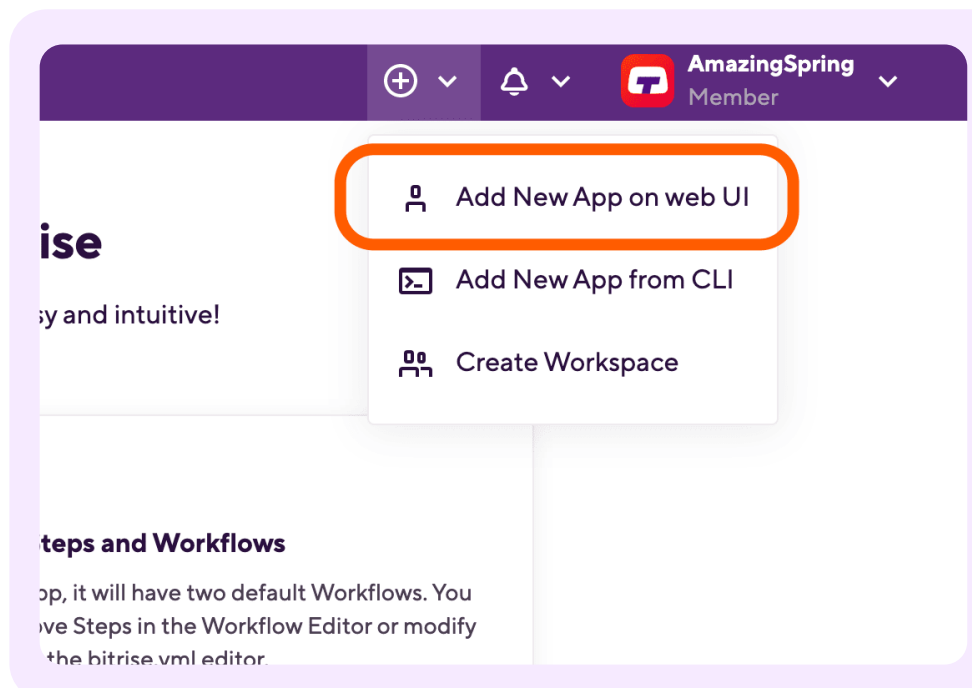 AmazingSpring
Member
Add New App on web UI
ise
Add New App from CLI
sy and intuitive!
Create Workspace
Steps and Workflows
pp, it will have two default Workflows. You
ove Steps in the Workflow Editor or modify
the bitrise.yml editor.